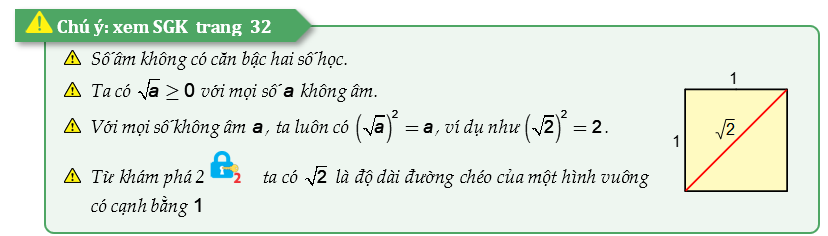 Chú ý: xem SGK trang 32
Số âm không có căn bậc hai số học.
Ta có √a ≥ 0 với mọi số a không âm.
Với mọi số không âm a, ta luôn có (√a)² = a, ví dụ như (√2)² = 2.
Từ khám phá 2 2 ta có √2 là độ dài đường chéo của một hình vuông
có cạnh bằng 1
1
1
√2